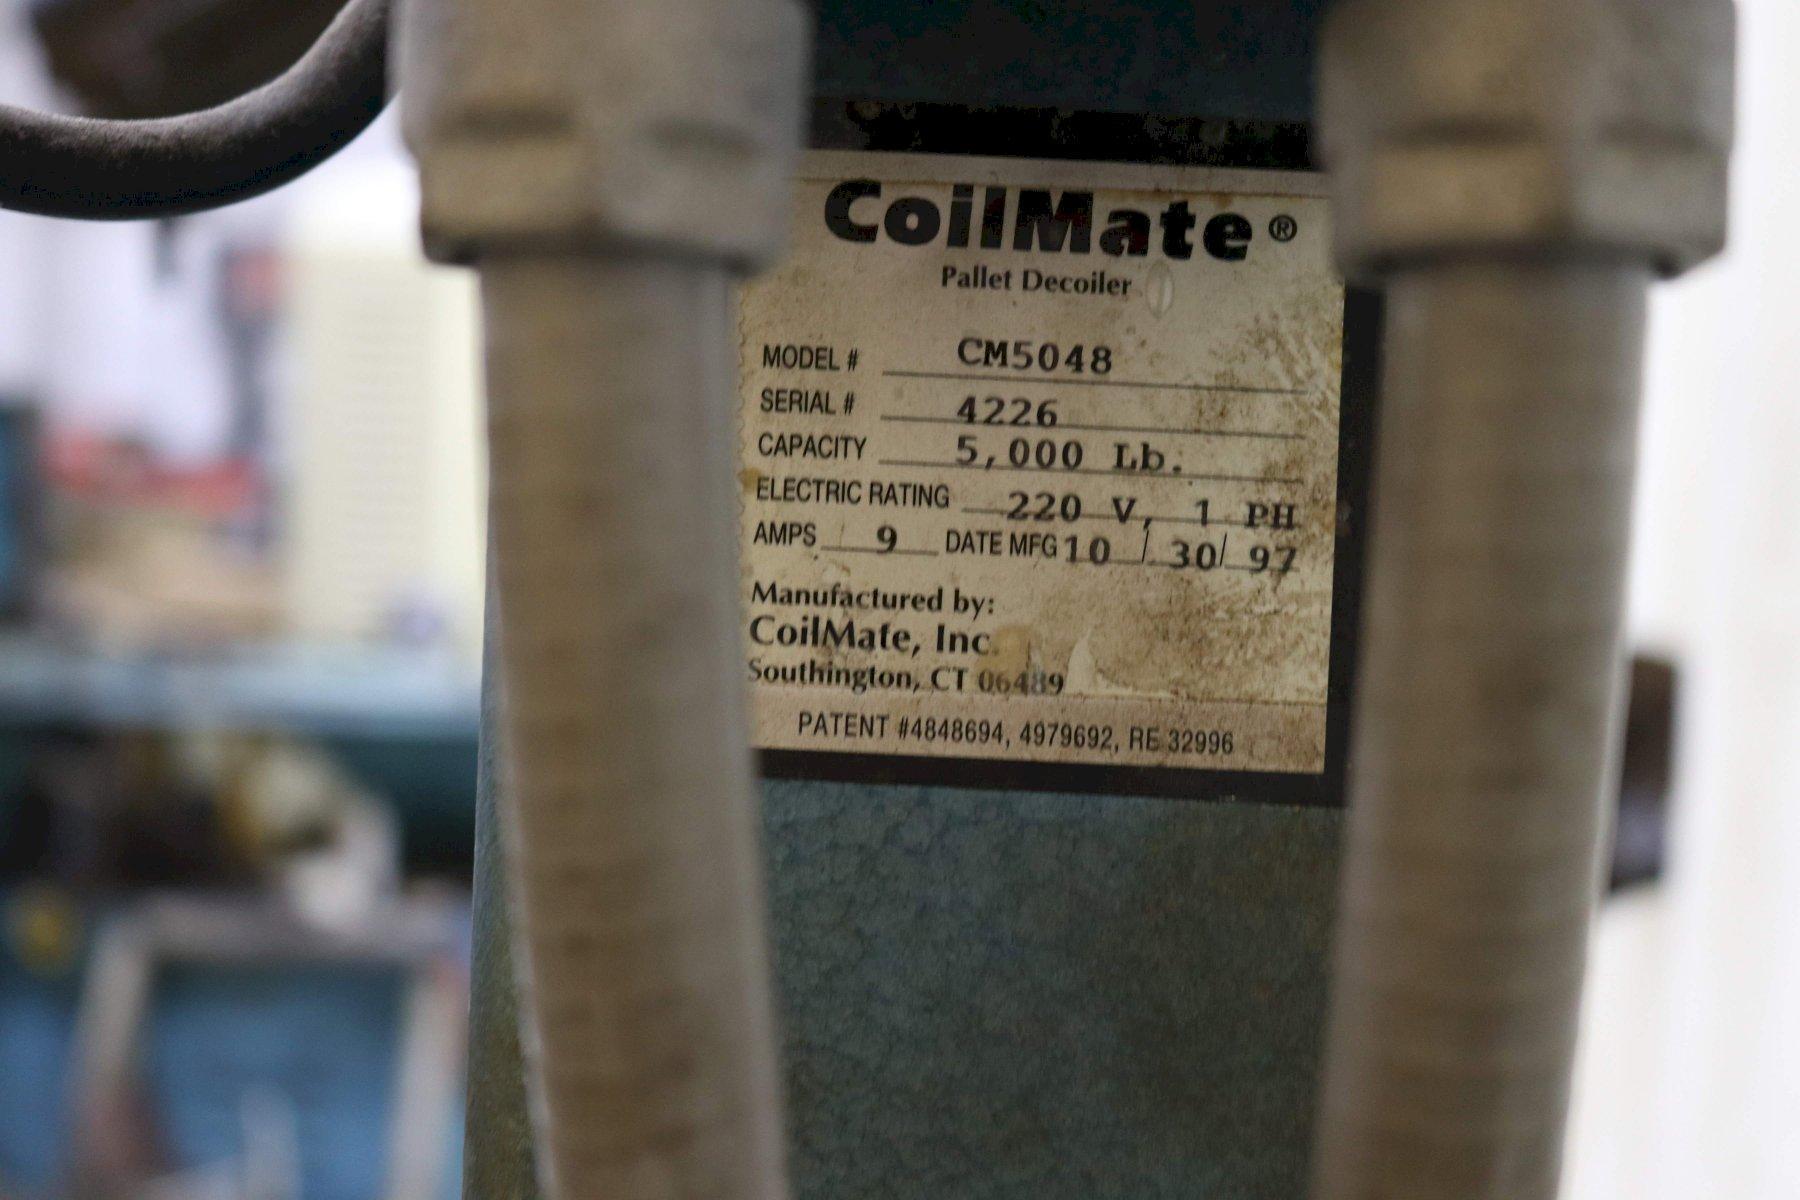 CoilMate®
Pallet Decoiler
MODEL # CM5048
SERIAL # 4226
CAPACITY 5,000 Lb.
ELECTRIC RATING 220 V, 1 PH
AMPS 9 DATE MFG 10 / 30/ 97
Manufactured by:
CoilMate, Inc.
Southington, CT 06489
PATENT #4848694, 4979692, RE 32996